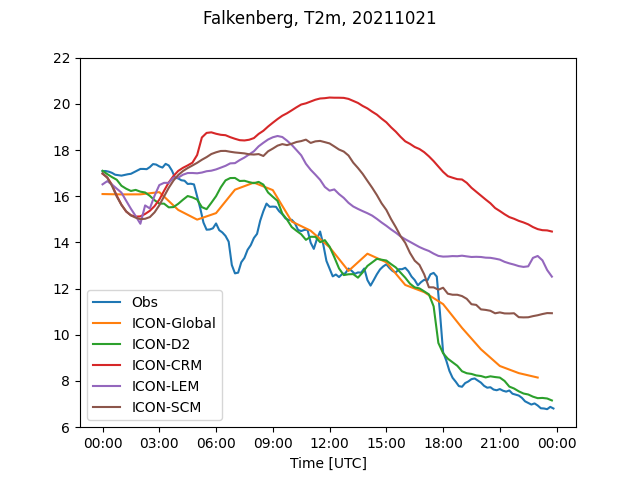 Falkenberg, T2m, 20211021
22
20
18
16
14
12
10
8
6
Obs
ICON-Global
ICON-D2
ICON-CRM
ICON-LEM
ICON-SCM
00:00 03:00 06:00 09:00 12:00 15:00 18:00 21:00 00:00
Time [UTC]